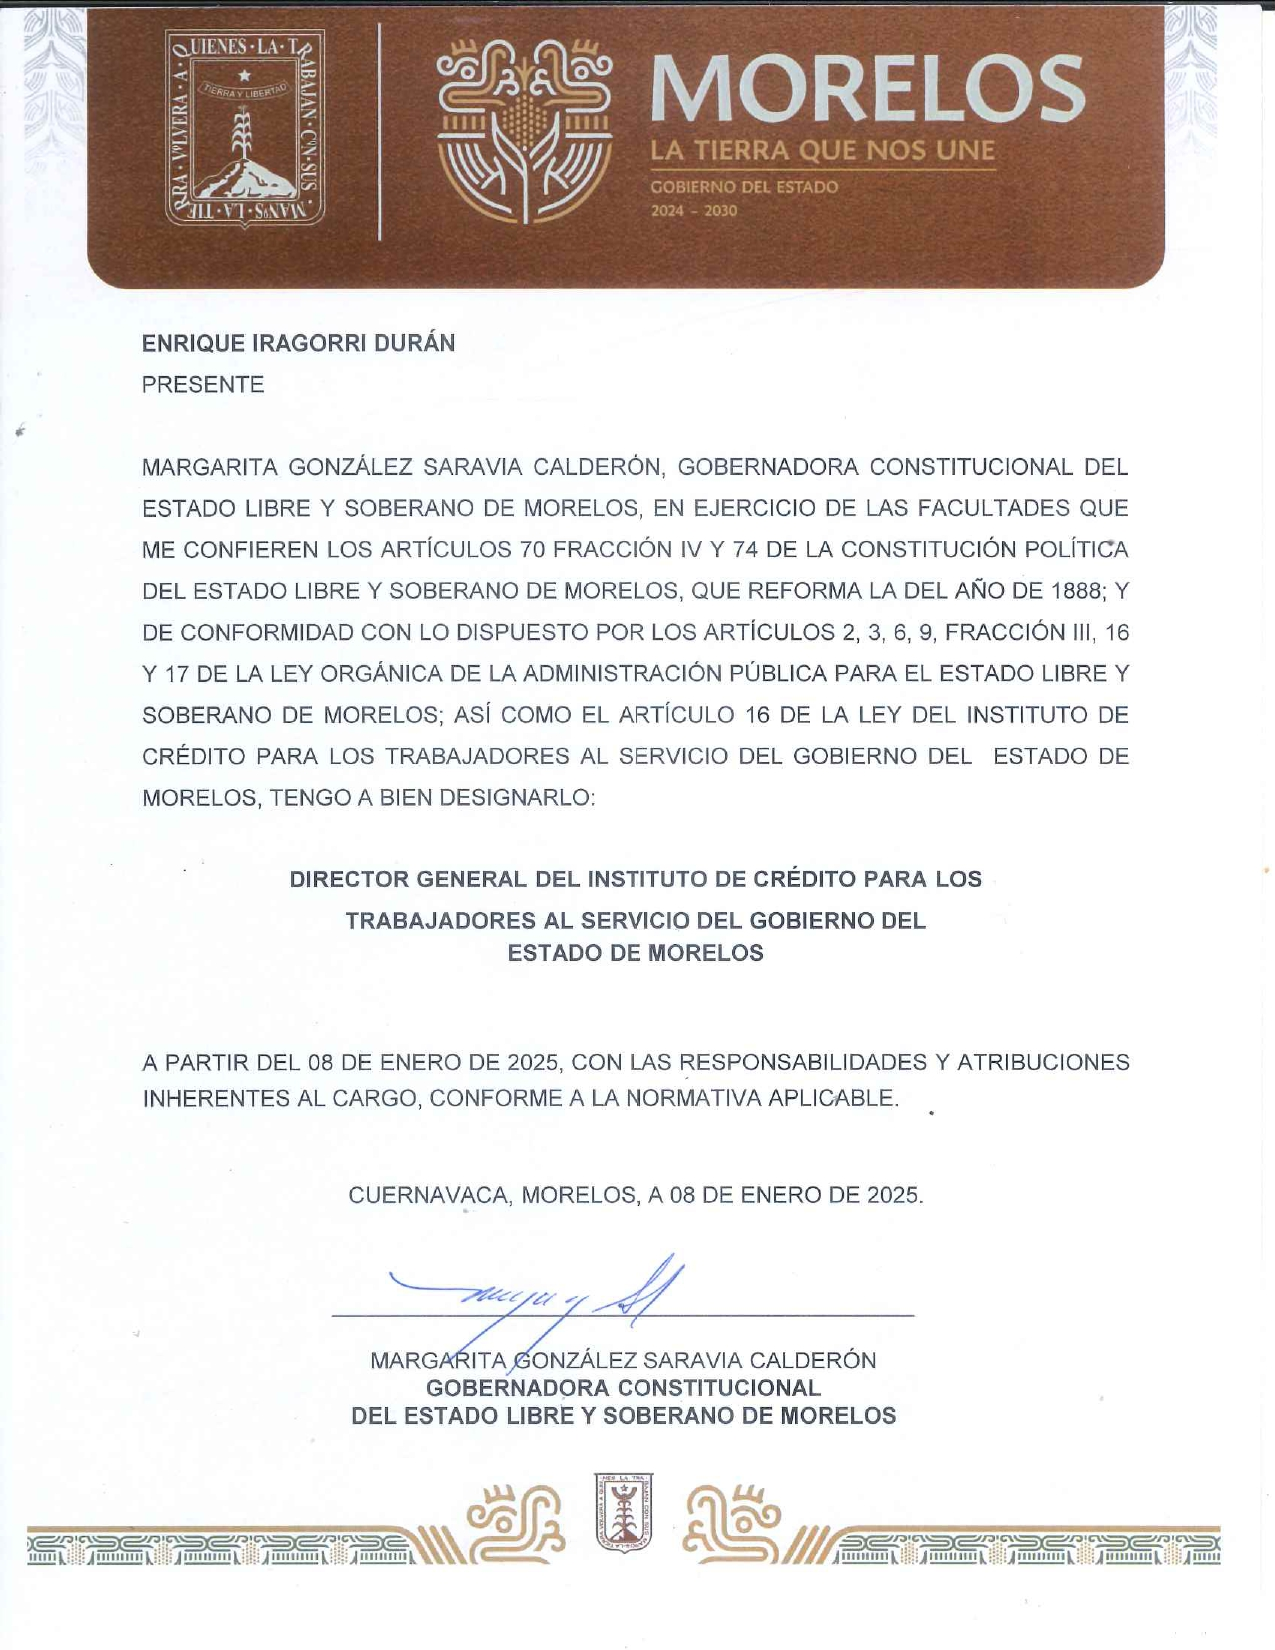 QUIENES·LA·TRABAJAN·CON·SUS·MANOS·LA·TIERRA·VOLVERÁ·A·
TIERRA Y LIBERTAD
MORELOS
LA TIERRA QUE NOS UNE
GOBIERNO DEL ESTADO
2024 - 2030
ENRIQUE IRAGORRI DURÁN
PRESENTE
MARGARITA GONZÁLEZ SARAVIA CALDERÓN, GOBERNADORA CONSTITUCIONAL DEL
ESTADO LIBRE Y SOBERANO DE MORELOS, EN EJERCICIO DE LAS FACULTADES QUE
ME CONFIEREN LOS ARTÍCULOS 70 FRACCIÓN IV Y 74 DE LA CONSTITUCIÓN POLÍTICA
DEL ESTADO LIBRE Y SOBERANO DE MORELOS, QUE REFORMA LA DEL AÑO DE 1888; Y
DE CONFORMIDAD CON LO DISPUESTO POR LOS ARTÍCULOS 2, 3, 6, 9, FRACCIÓN III, 16
Y 17 DE LA LEY ORGÁNICA DE LA ADMINISTRACIÓN PÚBLICA PARA EL ESTADO LIBRE Y
SOBERANO DE MORELOS; ASÍ COMO EL ARTÍCULO 16 DE LA LEY DEL INSTITUTO DE
CRÉDITO PARA LOS TRABAJADORES AL SERVICIO DEL GOBIERNO DEL ESTADO DE
MORELOS, TENGO A BIEN DESIGNARLO:
DIRECTOR GENERAL DEL INSTITUTO DE CRÉDITO PARA LOS
TRABAJADORES AL SERVICIO DEL GOBIERNO DEL
ESTADO DE MORELOS
A PARTIR DEL 08 DE ENERO DE 2025, CON LAS RESPONSABILIDADES Y ATRIBUCIONES
INHERENTES AL CARGO, CONFORME A LA NORMATIVA APLICABLE.
CUERNAVACA, MORELOS, A 08 DE ENERO DE 2025.
MARGARITA GONZÁLEZ SARAVIA CALDERÓN
GOBERNADORA CONSTITUCIONAL
DEL ESTADO LIBRE Y SOBERANO DE MORELOS